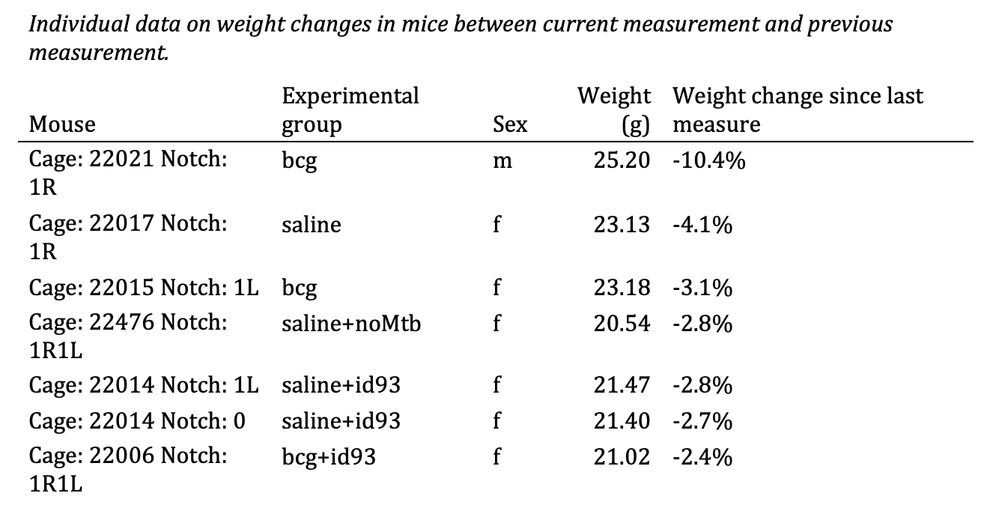 Individual data on weight changes in mice between current measurement and previous
measurement.
Experimental Weight Weight change since last
Mouse group Sex (g) measure
Cage: 22021 Notch: bcg m 25.20 -10.4%
1R
Cage: 22017 Notch: saline f 23.13 -4.1%
1R
Cage: 22015 Notch: 1L bcg f 23.18 -3.1%
Cage: 22476 Notch: saline+noMtb f 20.54 -2.8%
1R1L
Cage: 22014 Notch: 1L saline+id93 f 21.47 -2.8%
Cage: 22014 Notch: 0 saline+id93 f 21.40 -2.7%
Cage: 22006 Notch: bcg+id93 f 21.02 -2.4%
1R1L